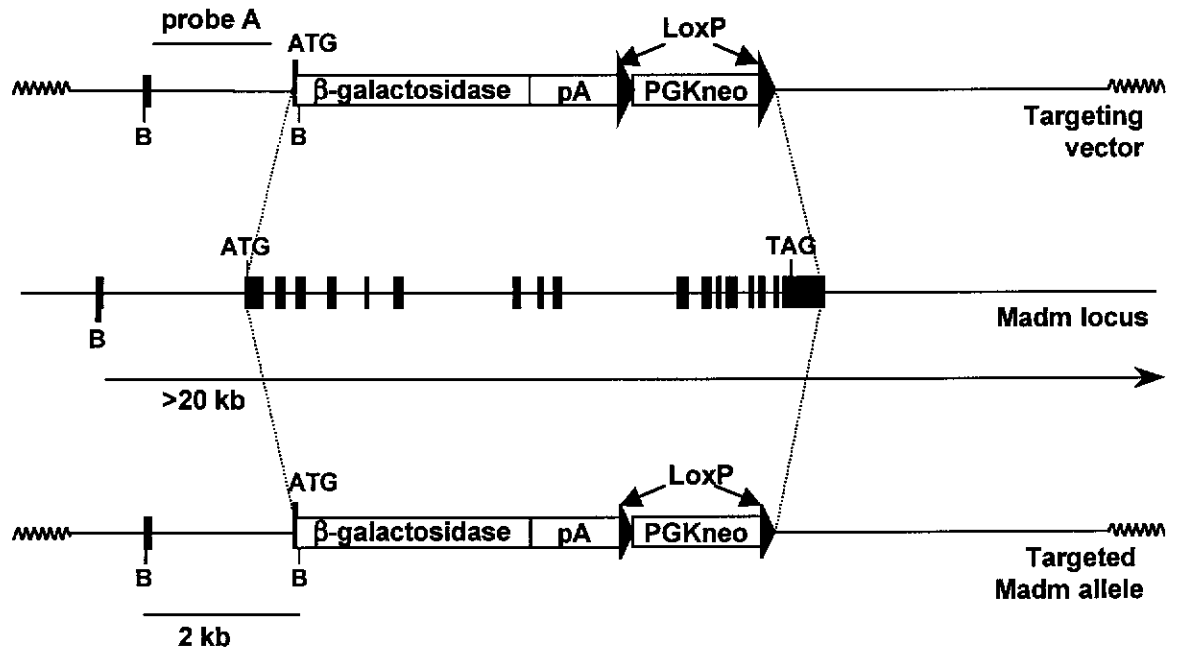 probe A
ATG
LoxP
β-galactosidase
pA
PGKneo
B
B
Targeting
vector
ATG
TAG
B
Madm locus
>20 kb
ATG
LoxP
β-galactosidase
pA
PGKneo
B
B
Targeted
Madm allele
2 kb